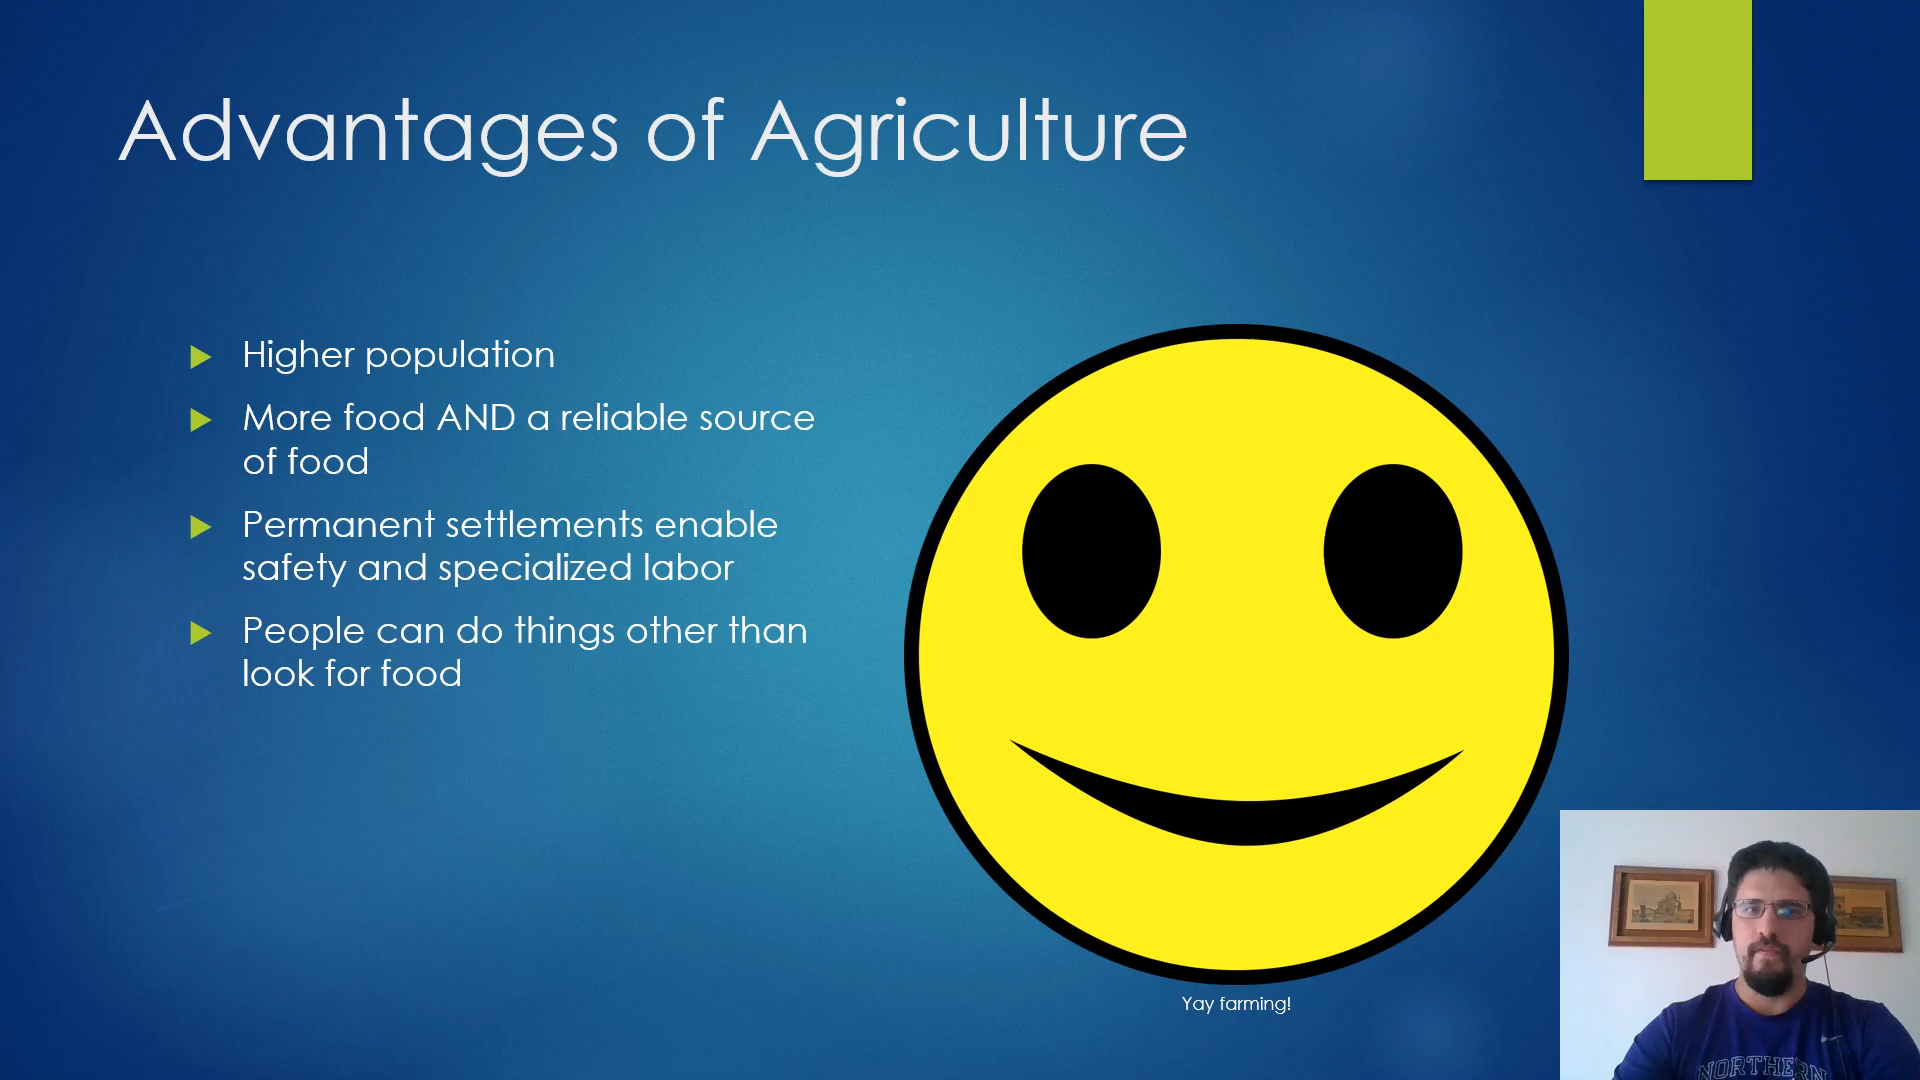 Advantages of Agriculture
Higher population
More food AND a reliable source
of food
Permanent settlements enable
safety and specialized labor
People can do things other than
look for food
Yay farming!
NORTHERN